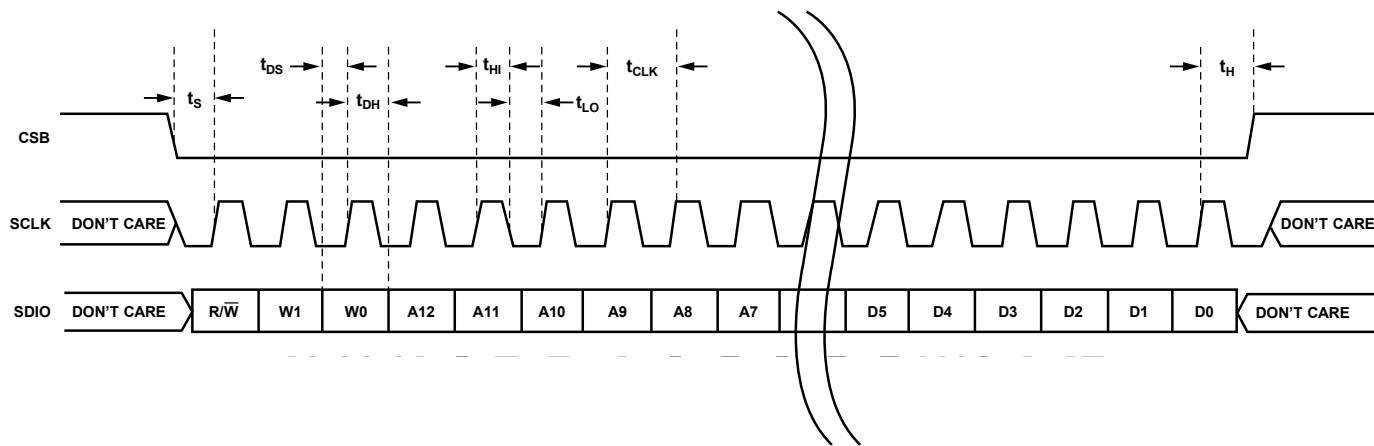 tDS tHI tCLK tH
tS tDH tLO
CSB
SCLK DON'T CARE DON'T CARE
SDIO DON'T CARE R/W̅ W1 W0 A12 A11 A10 A9 A8 A7 D5 D4 D3 D2 D1 D0 DON'T CARE